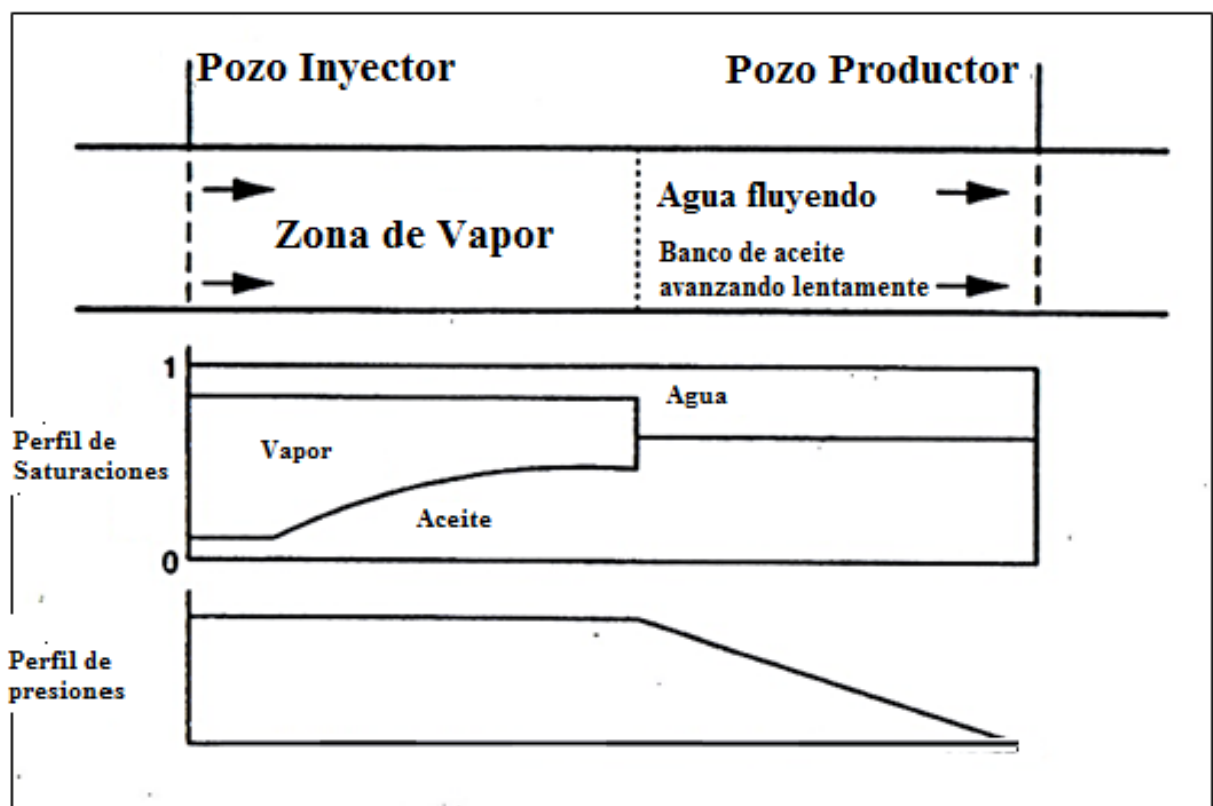 Pozo Inyector
Pozo Productor
Zona de Vapor
Agua fluyendo
Banco de aceite
avanzando lentamente
1
Perfil de
Saturaciones
Vapor
Agua
Aceite
0
Perfil de
presiones